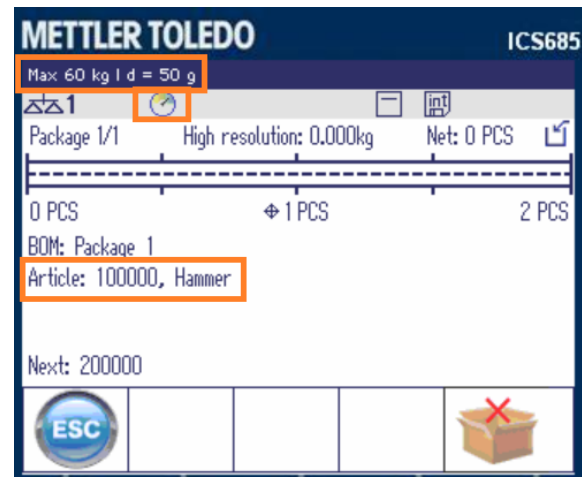 METTLER TOLEDO
ICS685
Max 60 kg | d = 50 g
1
int
Package 1/1 High resolution: 0.000kg Net: 0 PCS
0 PCS 1 PCS 2 PCS
BOM: Package 1
Article: 100000, Hammer
Next: 200000
ESC